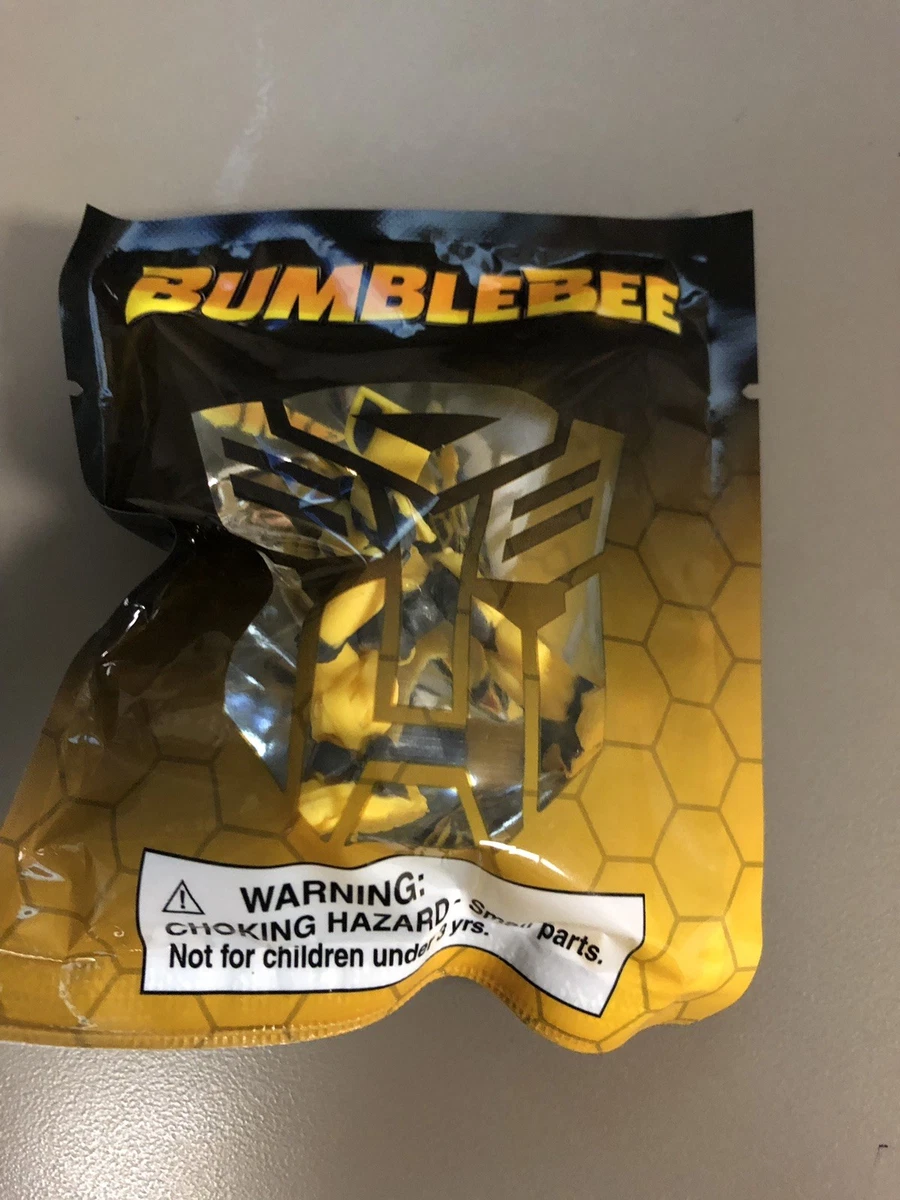 BUMBLEBEE
WARNING:
CHOKING HAZARD - Small parts.
Not for children under 3 yrs.